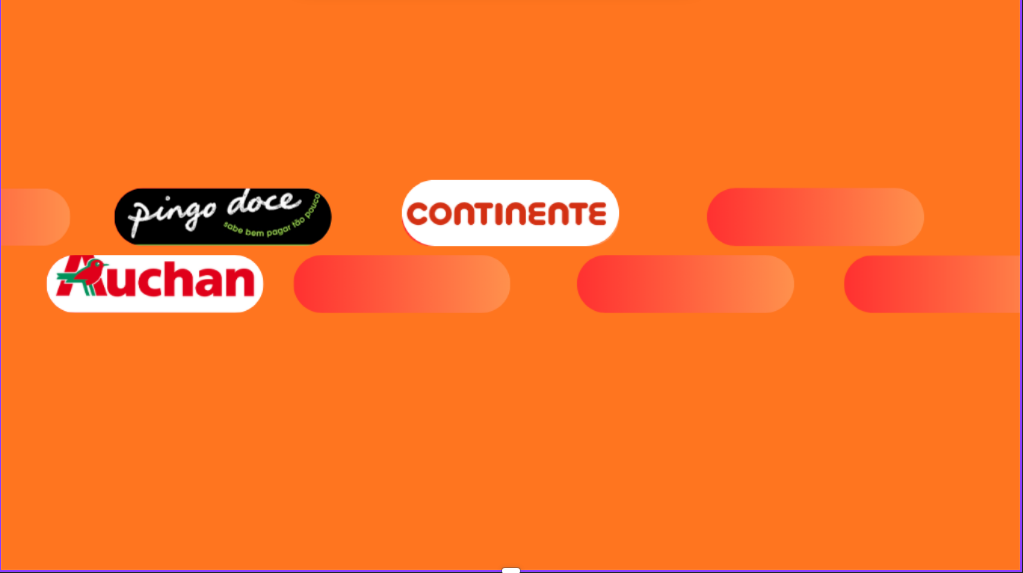 pingo doce
sabe bem pagar tão pouco
CONTINENTE
Auchan